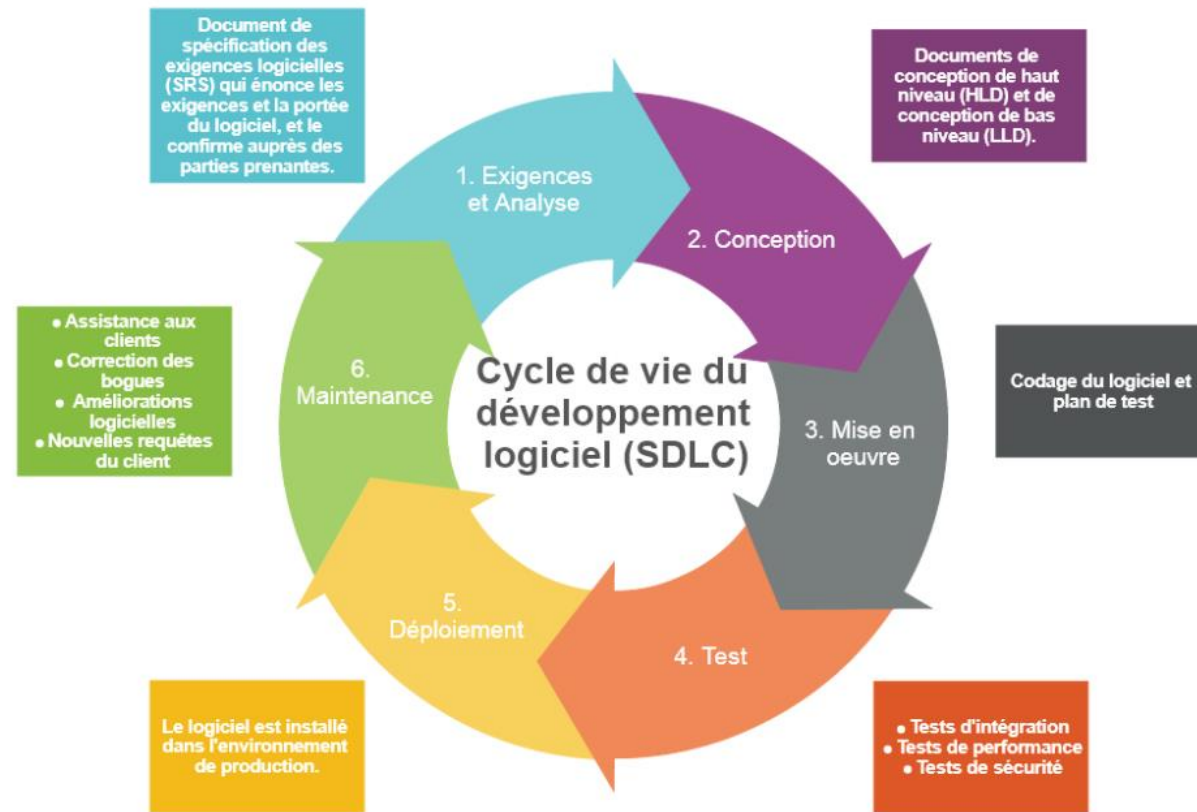 Document de
spécification des
exigences logicielles
(SRS) qui énonce les
exigences et la portée
du logiciel, et le
confirme auprès des
parties prenantes.
Documents de
conception de haut
niveau (HLD) et de
conception de bas
niveau (LLD).
1. Exigences
et Analyse
2. Conception
● Assistance aux
clients
● Correction des
bogues
● Améliorations
logicielles
● Nouvelles requêtes
du client
6.
Maintenance
Cycle de vie du
développement
logiciel (SDLC)
3. Mise en
oeuvre
Codage du logiciel et
plan de test
5.
Déploiement
4. Test
Le logiciel est installé
dans l'environnement
de production.
● Tests d'intégration
● Tests de performance
● Tests de sécurité